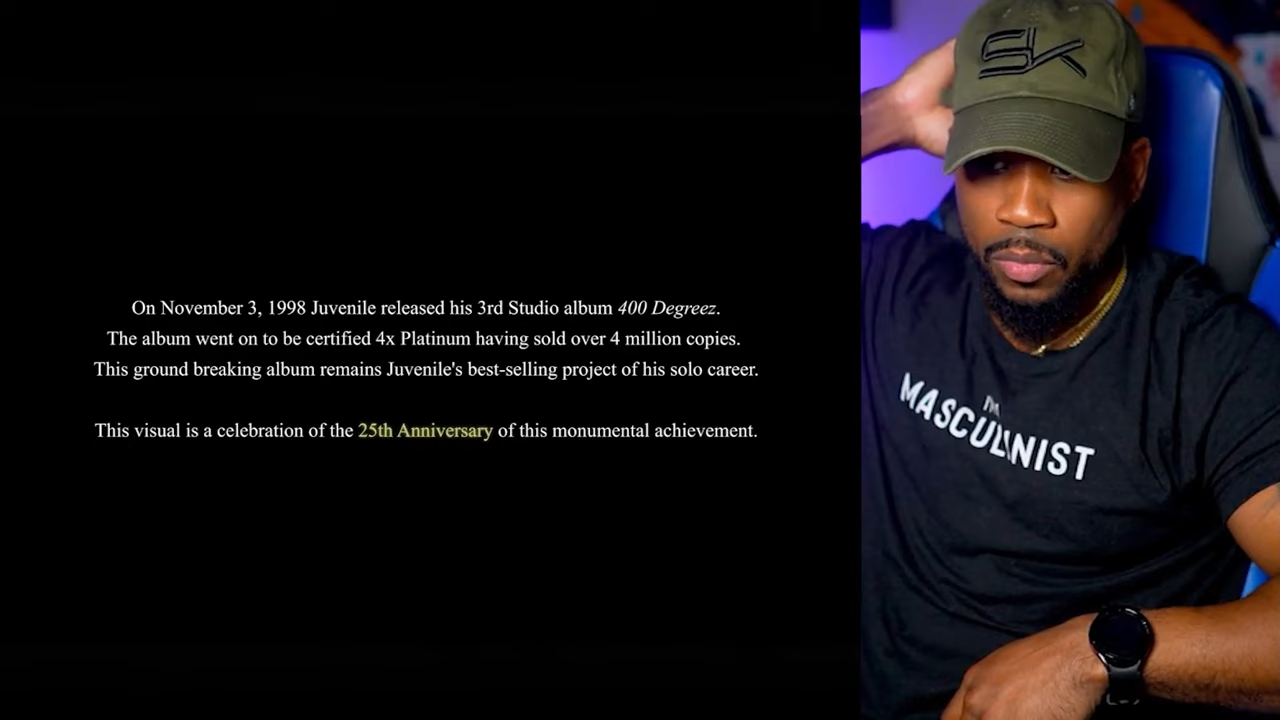 On November 3, 1998 Juvenile released his 3rd Studio album 400 Degreez.
The album went on to be certified 4x Platinum having sold over 4 million copies.
This ground breaking album remains Juvenile's best-selling project of his solo career.
This visual is a celebration of the 25th Anniversary of this monumental achievement.
SK
I'M
MASCULINIST